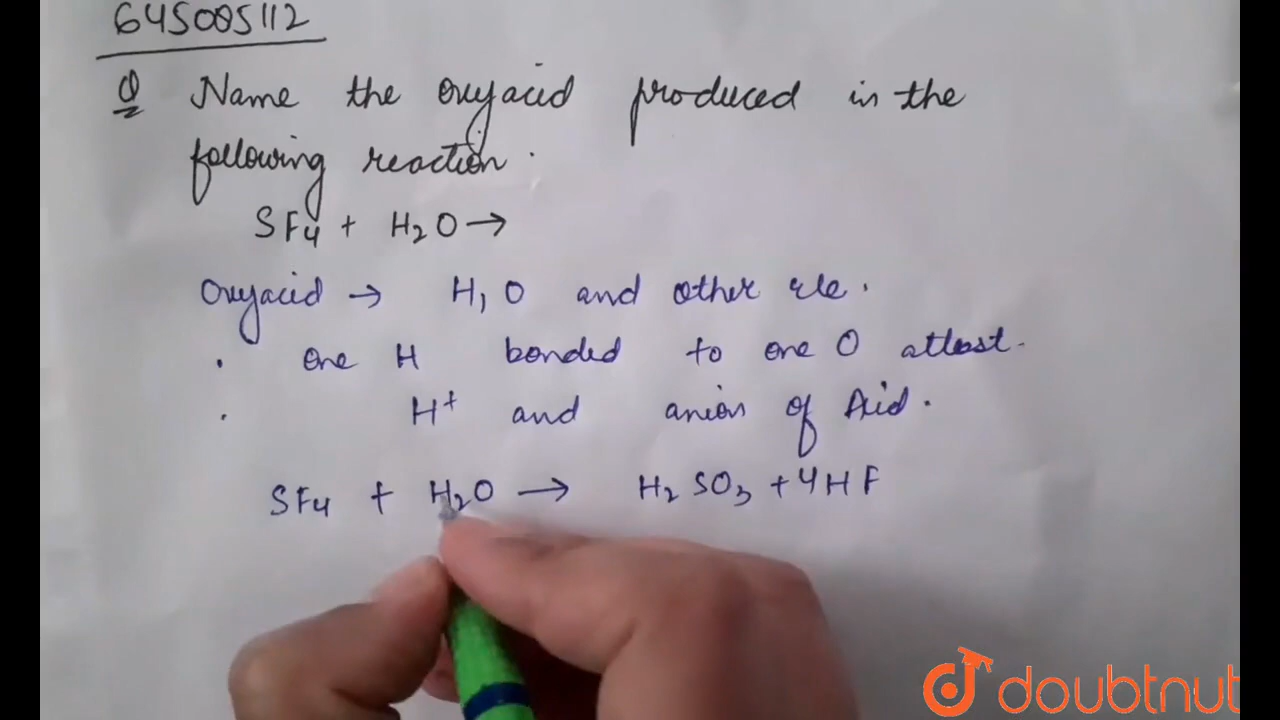 645085112
Q Name the oxyacid produced in the
following reaction.
SF4 + H2O →
Oxyacid → H, O and other ele.
. one H bonded to one O atleast.
. H+ and anion of Acid.
SF4 + H2O → H2SO3 + 4HF
doubtnut